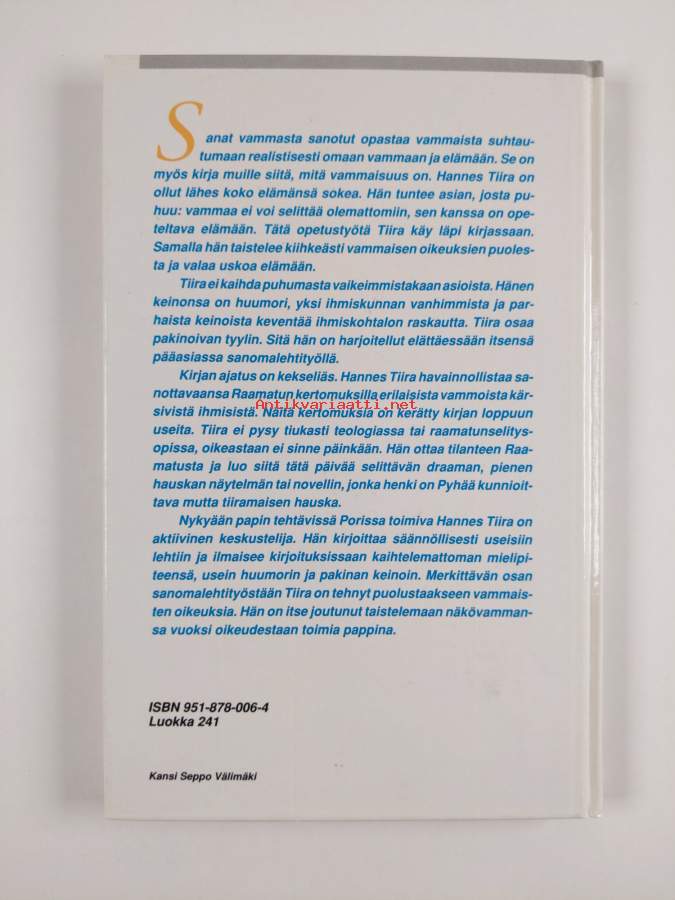 Sanat vammasta sanotut opastaa vammaista suhtau-
tumaan realistisesti omaan vammaan ja elämään. Se on
myös kirja muille siitä, mitä vammaisuus on. Hannes Tiira on
ollut lähes koko elämänsä sokea. Hän tuntee asian, josta pu-
huu: vammaa ei voi selittää olemattomiin, sen kanssa on ope-
teltava elämään. Tätä opetustyötä Tiira käy läpi kirjassaan.
Samalla hän taistelee kiihkeästi vammaisen oikeuksien puoles-
ta ja valaa uskoa elämään.
Tiira ei kaihda puhumasta vaikeimmistakaan asioista. Hänen
keinonsa on huumori, yksi ihmiskunnan vanhimmista ja par-
haista keinoista keventää ihmiskohtalon raskautta. Tiira osaa
pakinoivan tyylin. Sitä hän on harjoitellut elättäessään itsensä
pääasiassa sanomalehtityöllä.
Kirjan ajatus on kekseliäs. Hannes Tiira havainnollistaa sa-
nottavaansa Raamatun kertomuksilla erilaisista vammoista kär-
Antikvariaatti.net
sivistä ihmisistä. Näitä kertomuksia on kerätty kirjan loppuun
useita. Tiira ei pysy tiukasti teologiassa tai raamatunselitys-
opissa, oikeastaan ei sinne päinkään. Hän ottaa tilanteen Raa-
matusta ja luo siitä tätä päivää selittävän draaman, pienen
hauskan näytelmän tai novellin, jonka henki on Pyhää kunnioit-
tava mutta tiiramaisen hauska.
Nykyään papin tehtävissä Porissa toimiva Hannes Tiira on
aktiivinen keskustelija. Hän kirjoittaa säännöllisesti useisiin
lehtiin ja ilmaisee kirjoituksissaan kaihtelemattoman mielipi-
teensä, usein huumorin ja pakinan keinoin. Merkittävän osan
sanomalehtityöstään Tiira on tehnyt puolustaakseen vammais-
ten oikeuksia. Hän on itse joutunut taistelemaan näkövamman-
sa vuoksi oikeudestaan toimia pappina.
ISBN 951-878-006-4
Luokka 241
Kansi Seppo Välimäki